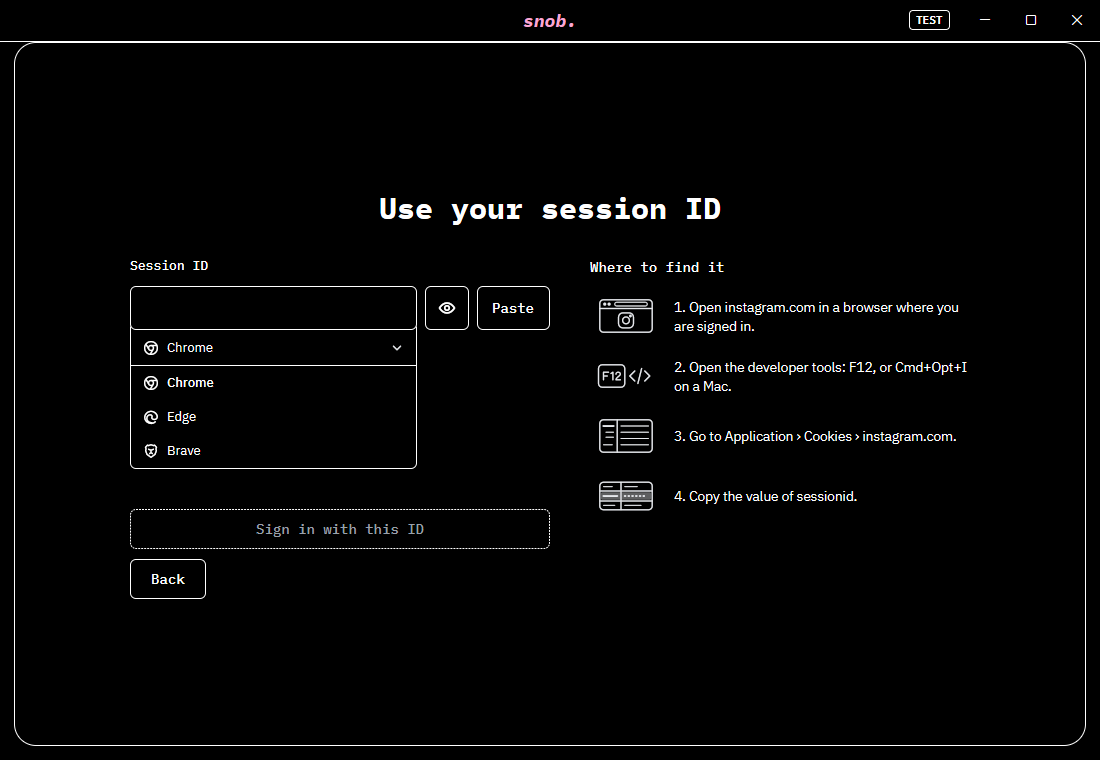 snob.
TEST
Use your session ID
Session ID
Paste
Chrome
Chrome
Edge
Brave
Sign in with this ID
Back
Where to find it
1. Open instagram.com in a browser where you
are signed in.
F12 </>
2. Open the developer tools: F12, or Cmd+Opt+I
on a Mac.
3. Go to Application › Cookies › instagram.com.
4. Copy the value of sessionid.